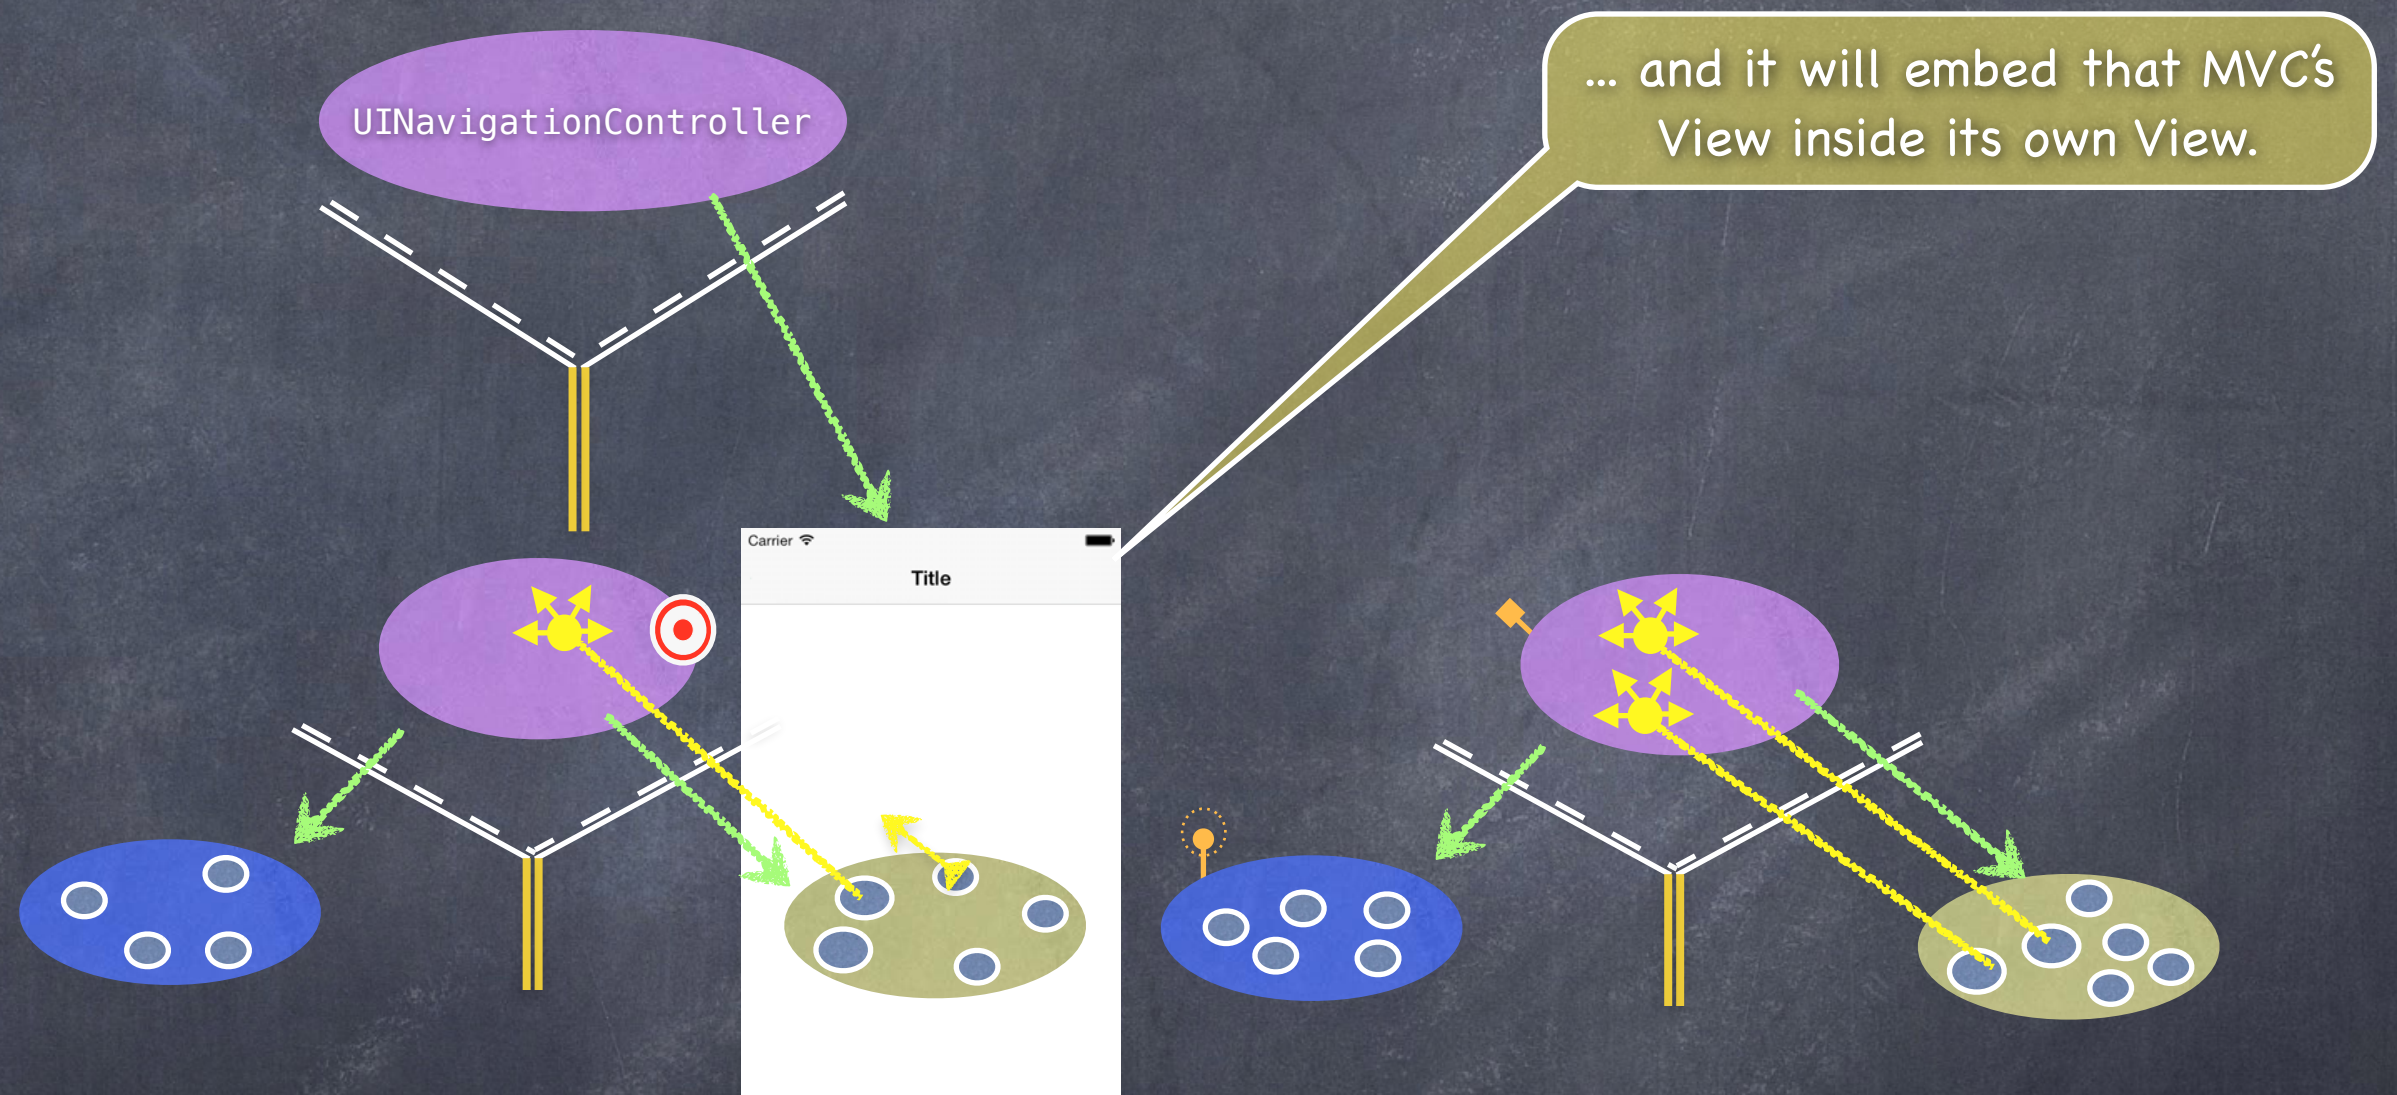 UINavigationController
... and it will embed that MVC's
View inside its own View.
Carrier
Title